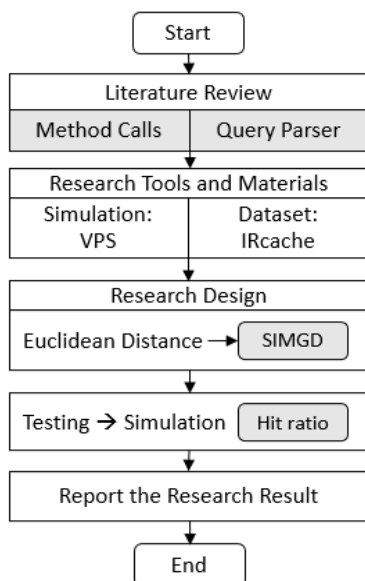 Start
Literature Review
Method Calls Query Parser
Research Tools and Materials
Simulation: Dataset:
VPS IRcache
Research Design
Euclidean Distance → SIMGD
Testing → Simulation Hit ratio
Report the Research Result
End